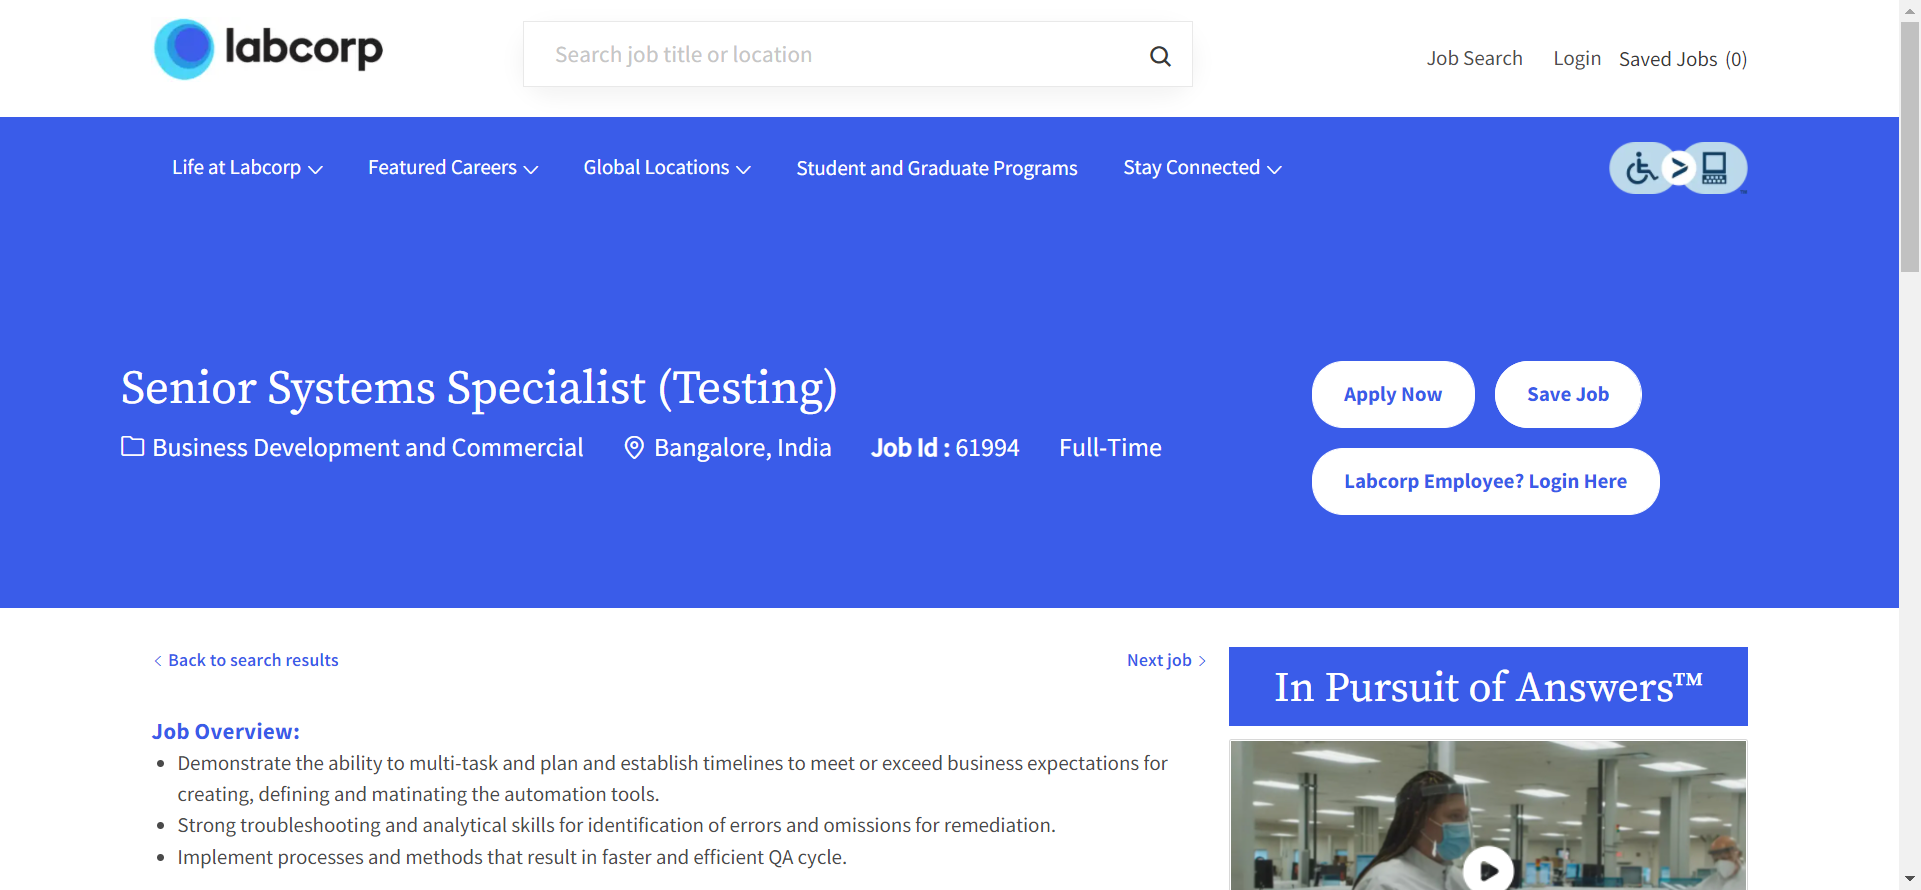 labcorp
Search job title or location
Job Search Login Saved Jobs (0)
Life at Labcorp Featured Careers Global Locations Student and Graduate Programs Stay Connected
Senior Systems Specialist (Testing)
Business Development and Commercial Bangalore, India Job Id : 61994 Full-Time
Apply Now Save Job
Labcorp Employee? Login Here
Back to search results Next job
In Pursuit of Answers™
Job Overview:
Demonstrate the ability to multi-task and plan and establish timelines to meet or exceed business expectations for
creating, defining and matinating the automation tools.
Strong troubleshooting and analytical skills for identification of errors and omissions for remediation.
Implement processes and methods that result in faster and efficient QA cycle.